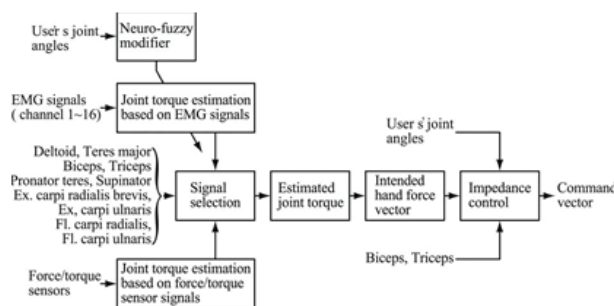 User's joint
angles
Neuro-fuzzy
modifier
EMG signals
( channel 1~16)
Joint torque estimation
based on EMG signals
Deltoid, Teres major
Biceps, Triceps
Pronator teres, Supinator
Ex. carpi radialis brevis,
Ex, carpi ulnaris
Fl. carpi radialis,
Fl. carpi ulnaris
Signal
selection
Estimated
joint torque
Intended
hand force
vector
User s'joint
angles
Impedance
control
Command
vector
Biceps, Triceps
Force/torque
sensors
Joint torque estimation
based on force/torque
sensor signals